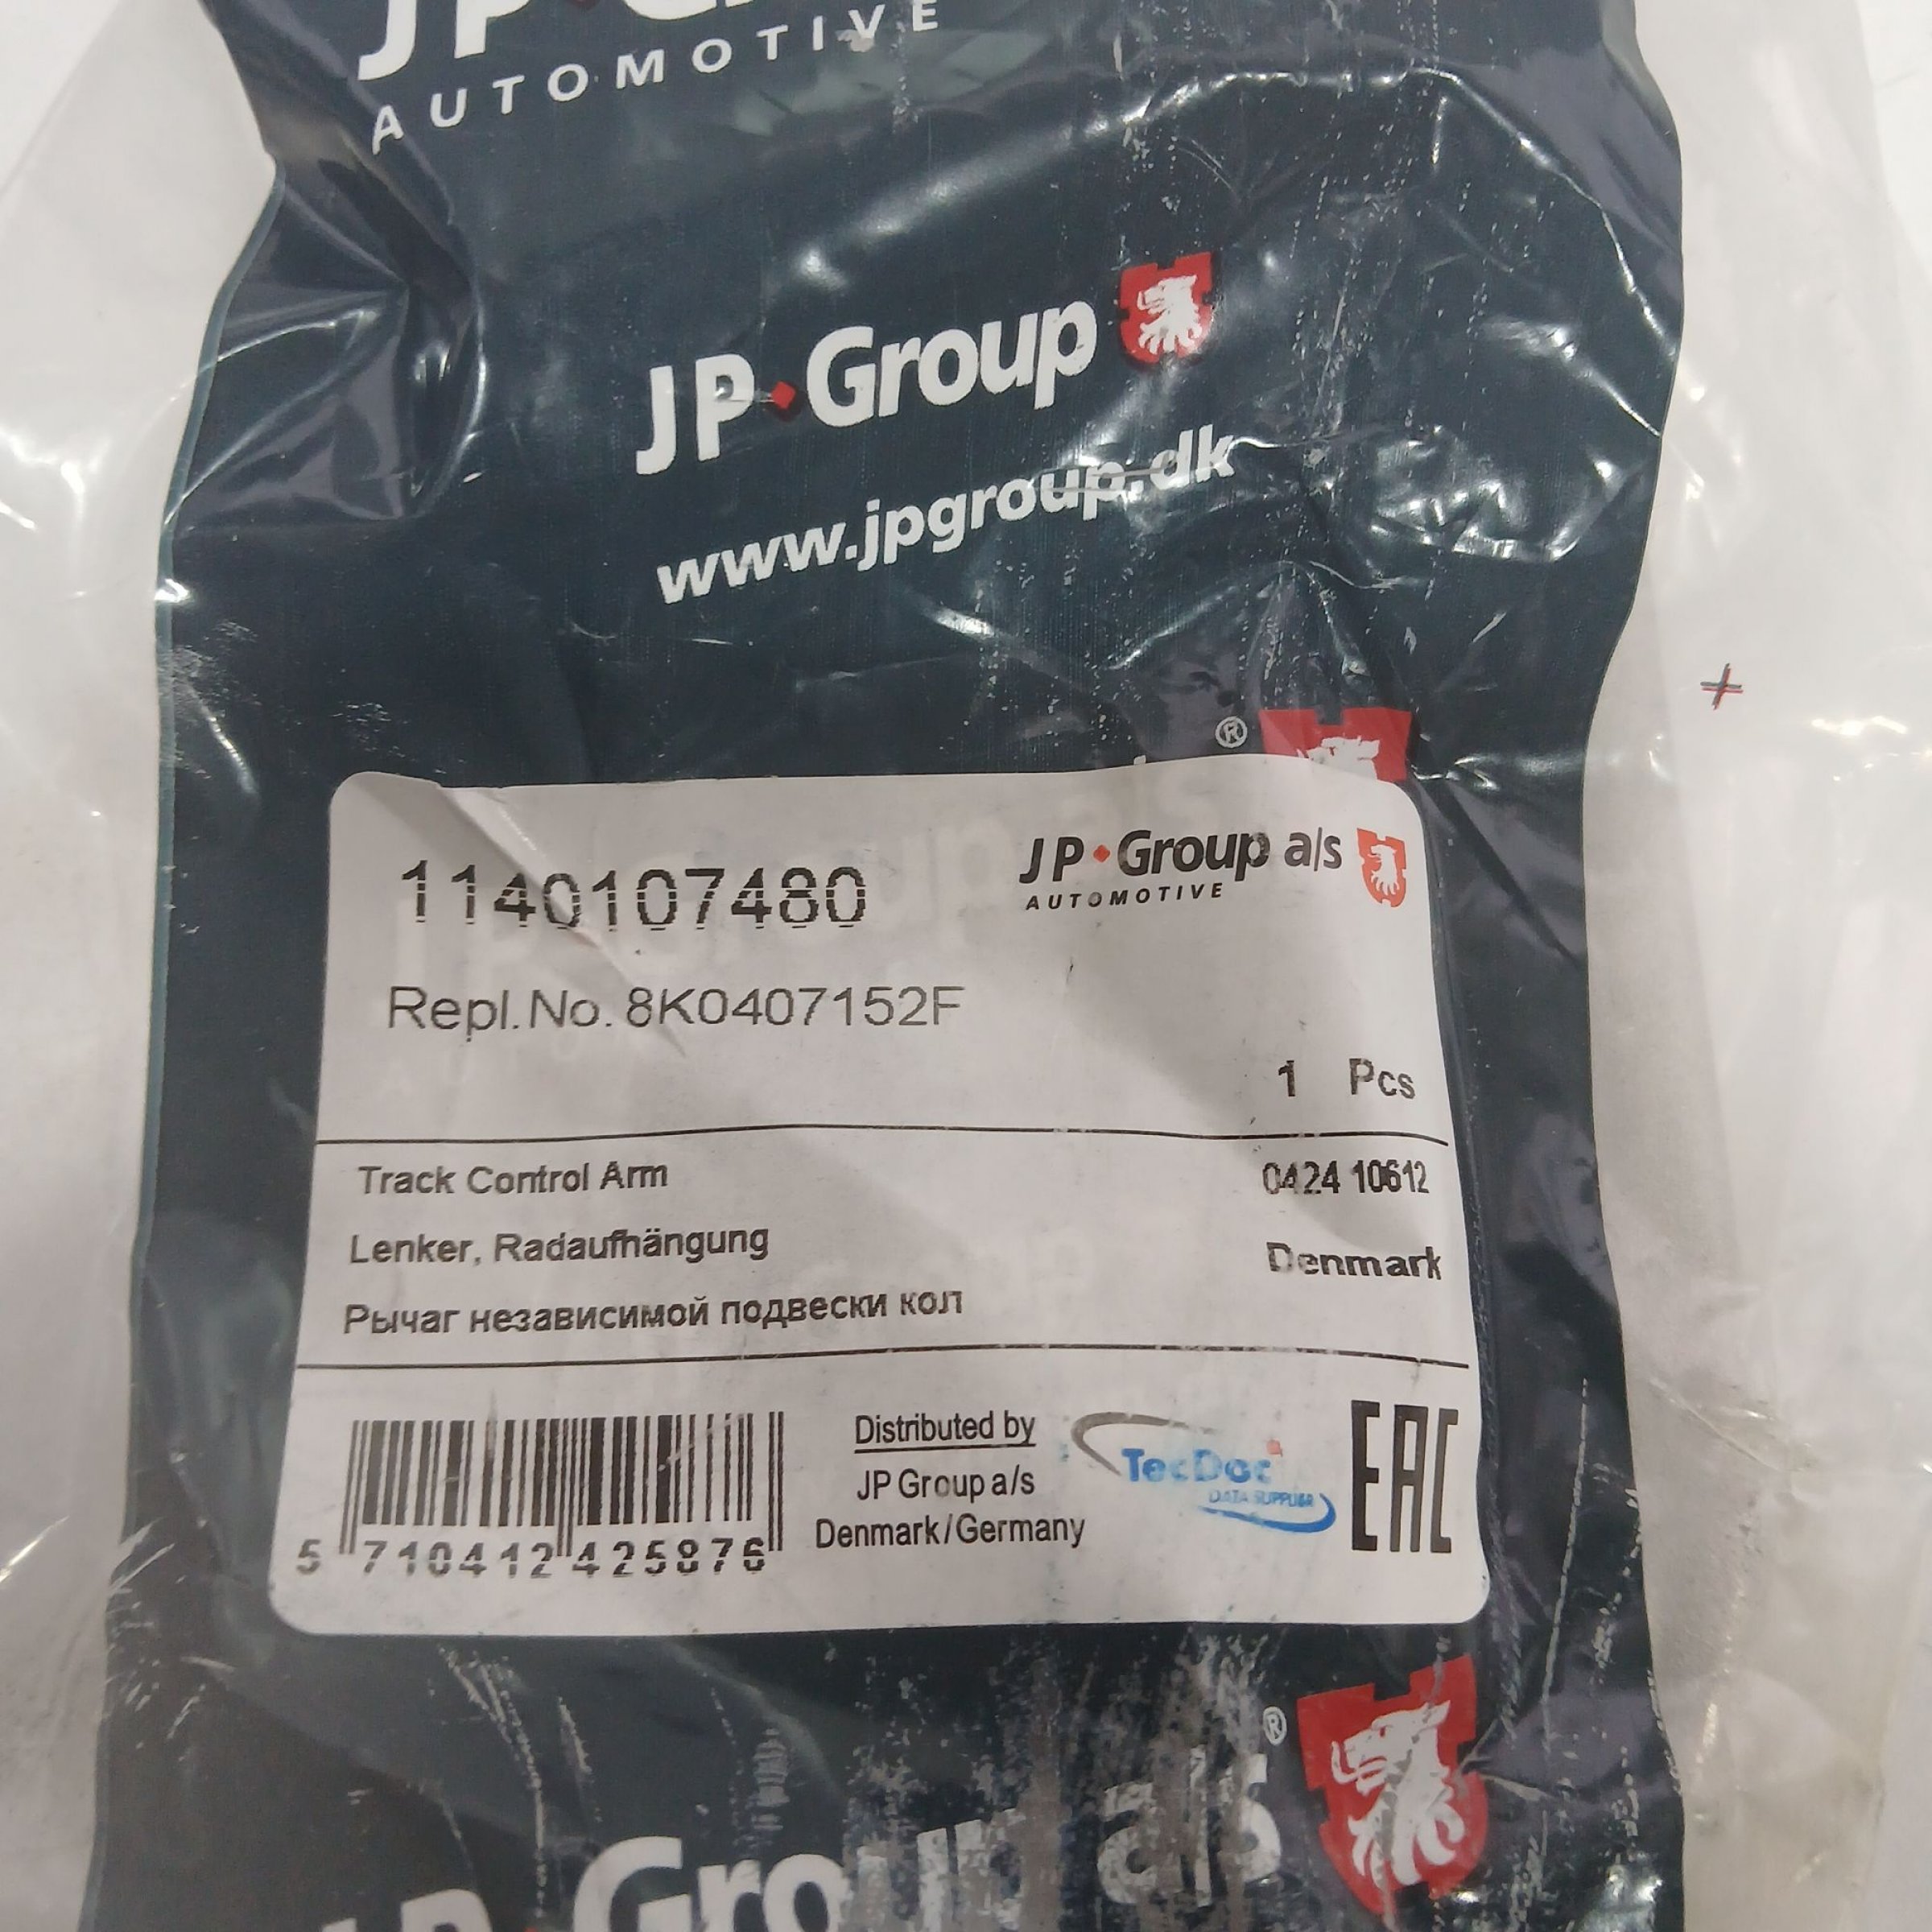 AUTOMOTIVE
JP Group
www.jpgroup.dk
®
1140107480
JP Group a/s
AUTOMOTIVE
Repl.No. 8K0407152F
1 Pcs
Track Control Arm
0424 10612
Lenker, Radaufhängung
Denmark
Рычаг независимой подвески кол
5 710412 425876
Distributed by
JP Group a/s
Denmark/Germany
TecDoc
DATA SUPPLIER
EAC
®
JP Group a/s